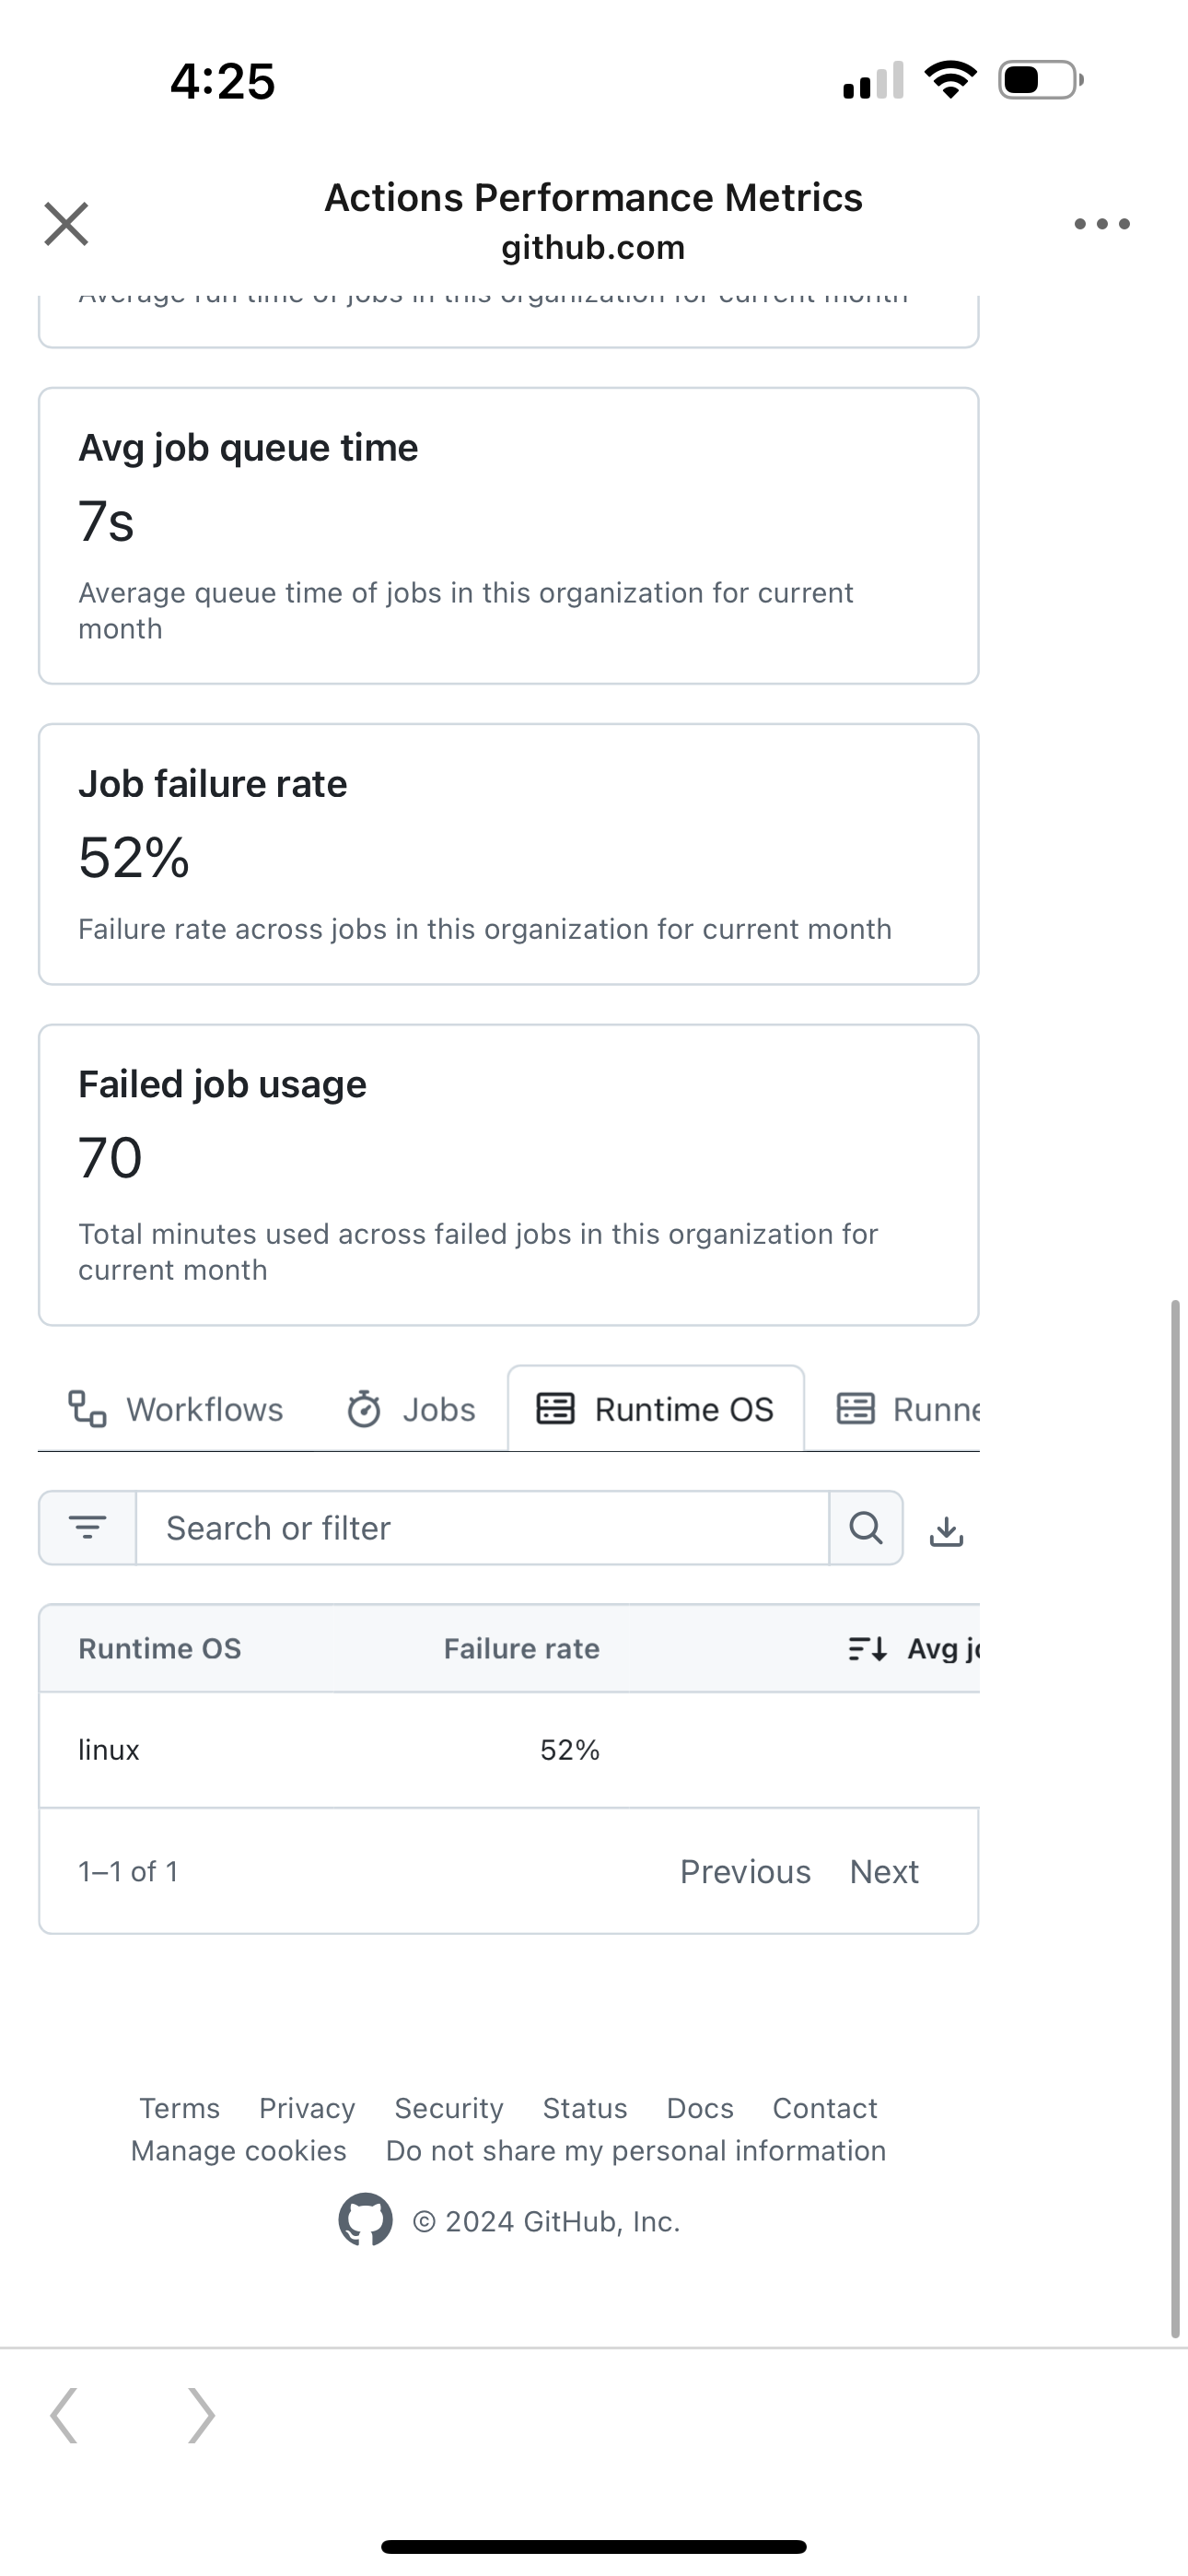 4:25
Actions Performance Metrics
github.com
Average run time of jobs in this organization for current month
Avg job queue time
7s
Average queue time of jobs in this organization for current
month
Job failure rate
52%
Failure rate across jobs in this organization for current month
Failed job usage
70
Total minutes used across failed jobs in this organization for
current month
Workflows Jobs Runtime OS Runne
Search or filter
Runtime OS Failure rate Avg jo
linux 52%
1–1 of 1 Previous Next
Terms Privacy Security Status Docs Contact
Manage cookies Do not share my personal information
© 2024 GitHub, Inc.